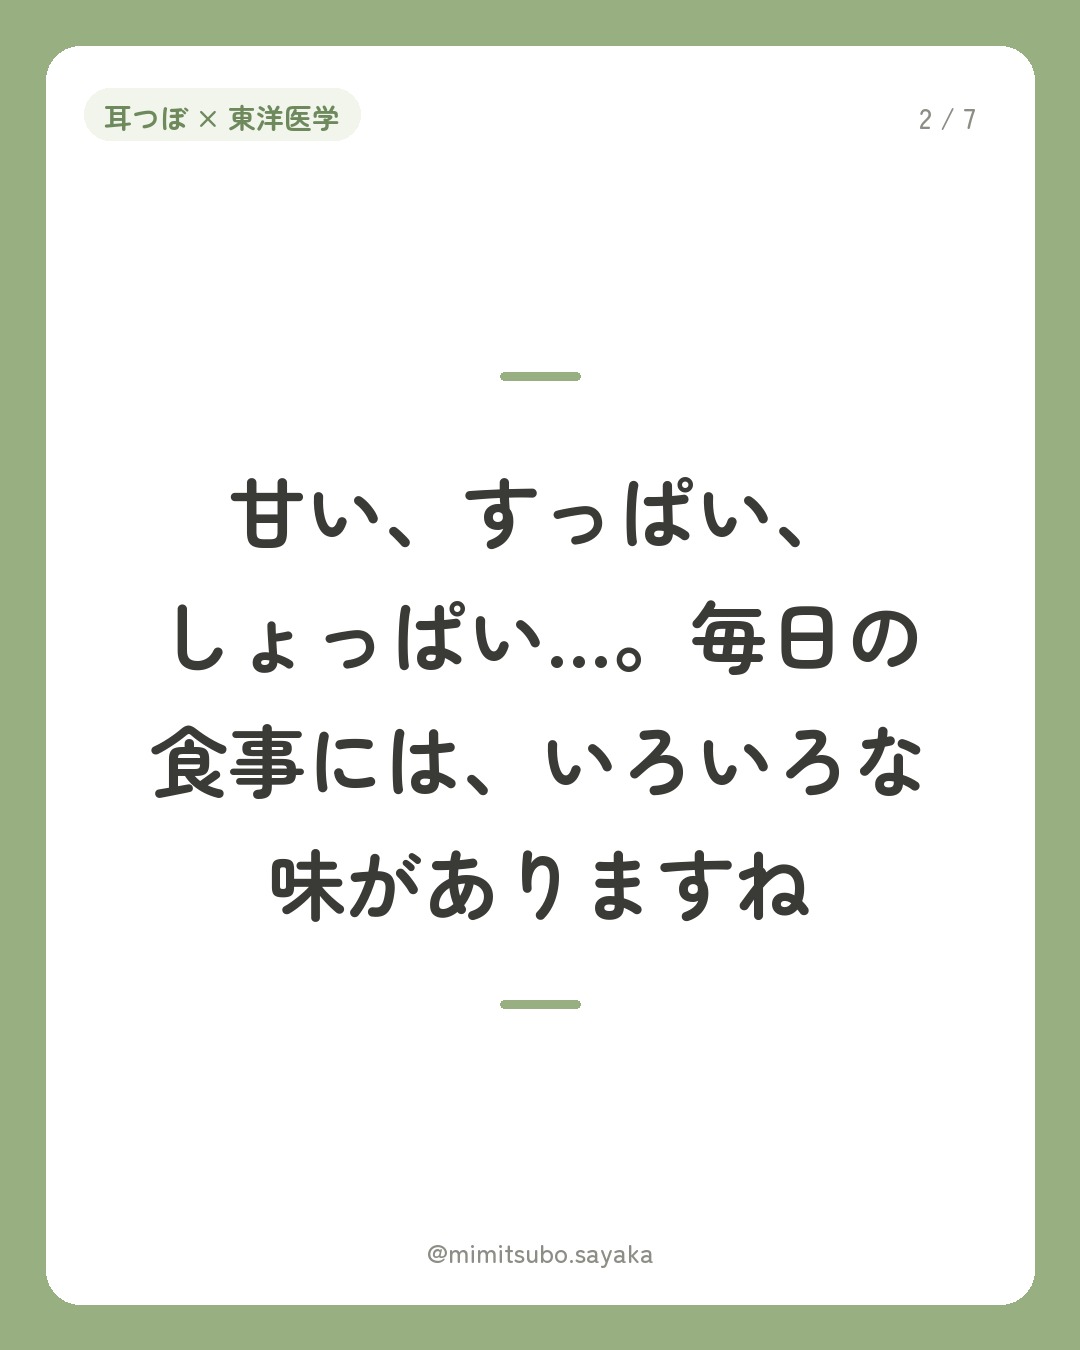 耳つぼ × 東洋医学
2 / 7
甘い、すっぱい、
しょっぱい…。毎日の
食事には、いろいろな
味がありますね
@mimitsubo.sayaka